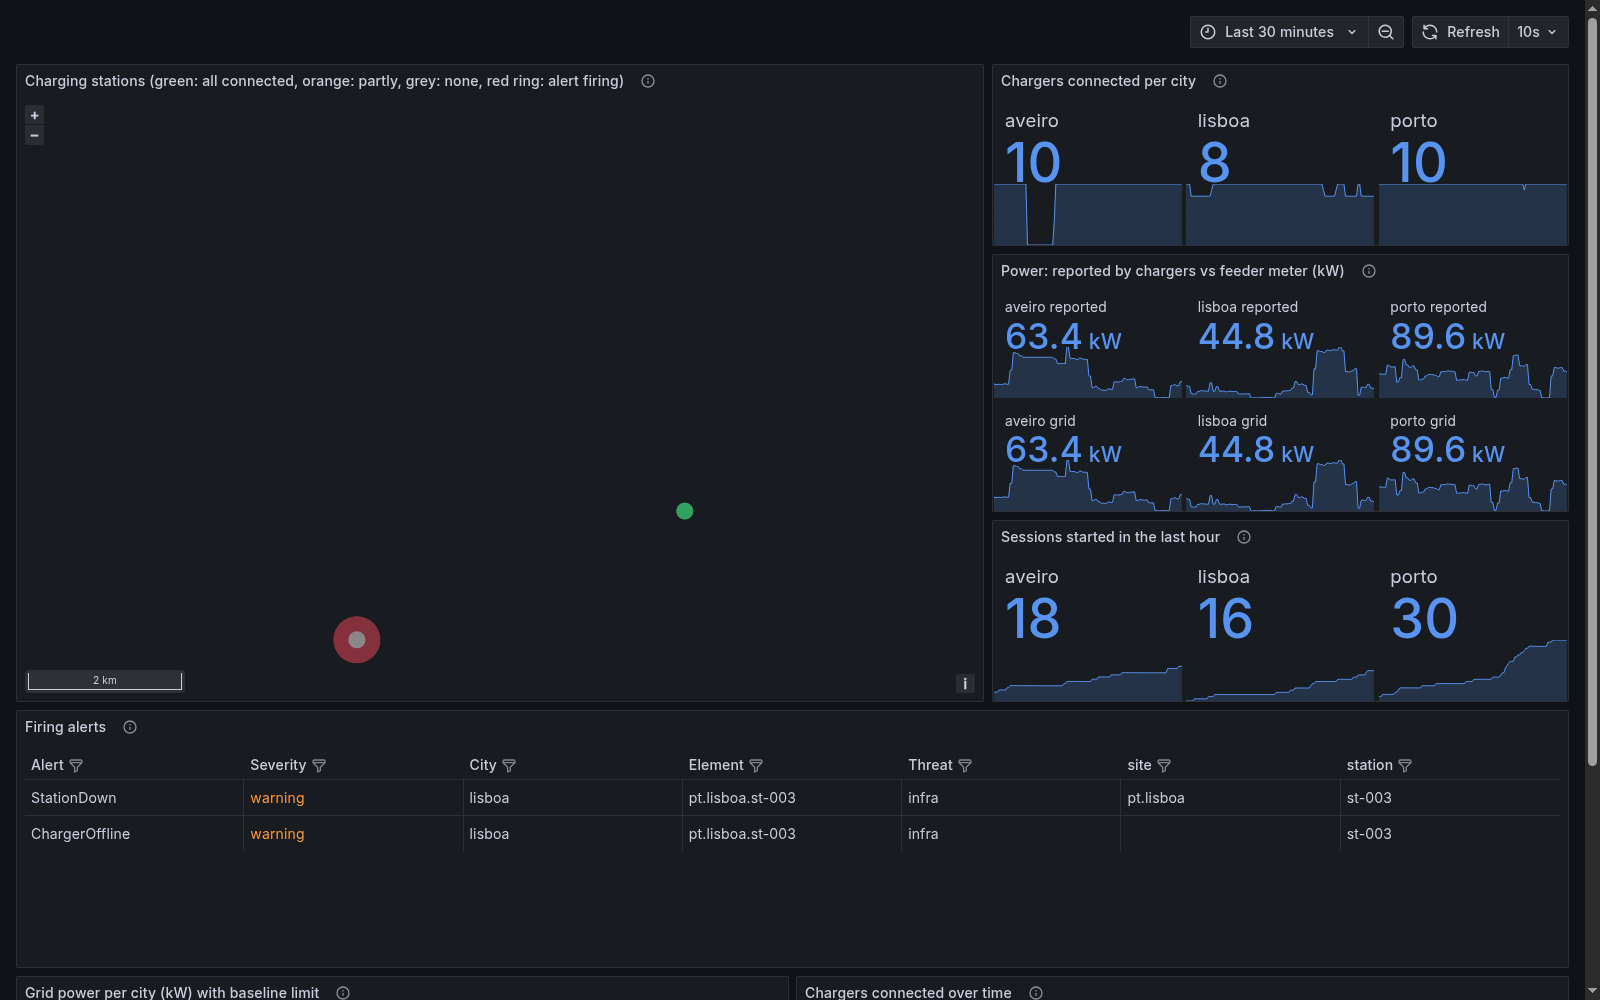 Last 30 minutes
Refresh
10s
Charging stations (green: all connected, orange: partly, grey: none, red ring: alert firing)
+
−
2 km
i
Chargers connected per city
aveiro
10
lisboa
8
porto
10
Power: reported by chargers vs feeder meter (kW)
aveiro reported
63.4 kW
lisboa reported
44.8 kW
porto reported
89.6 kW
aveiro grid
63.4 kW
lisboa grid
44.8 kW
porto grid
89.6 kW
Sessions started in the last hour
aveiro
18
lisboa
16
porto
30
Firing alerts
Alert Severity City Element Threat site station
StationDown warning lisboa pt.lisboa.st-003 infra pt.lisboa st-003
ChargerOffline warning lisboa pt.lisboa.st-003 infra st-003
Grid power per city (kW) with baseline limit
Chargers connected over time